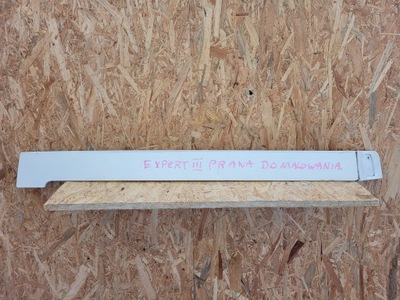 EXPERT III PRAWA DO MALOWANIA